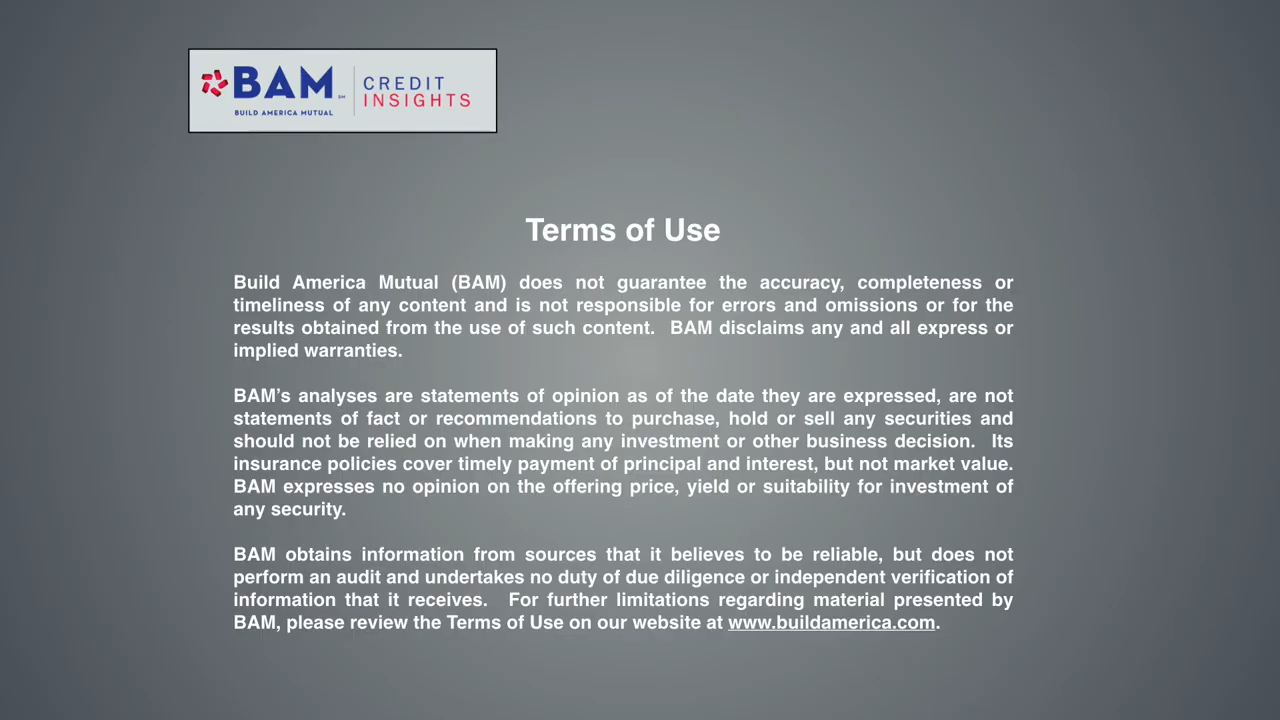 BAM SM
BUILD AMERICA MUTUAL
CREDIT
INSIGHTS
Terms of Use
Build America Mutual (BAM) does not guarantee the accuracy, completeness or
timeliness of any content and is not responsible for errors and omissions or for the
results obtained from the use of such content. BAM disclaims any and all express or
implied warranties.
BAM’s analyses are statements of opinion as of the date they are expressed, are not
statements of fact or recommendations to purchase, hold or sell any securities and
should not be relied on when making any investment or other business decision. Its
insurance policies cover timely payment of principal and interest, but not market value.
BAM expresses no opinion on the offering price, yield or suitability for investment of
any security.
BAM obtains information from sources that it believes to be reliable, but does not
perform an audit and undertakes no duty of due diligence or independent verification of
information that it receives. For further limitations regarding material presented by
BAM, please review the Terms of Use on our website at www.buildamerica.com.